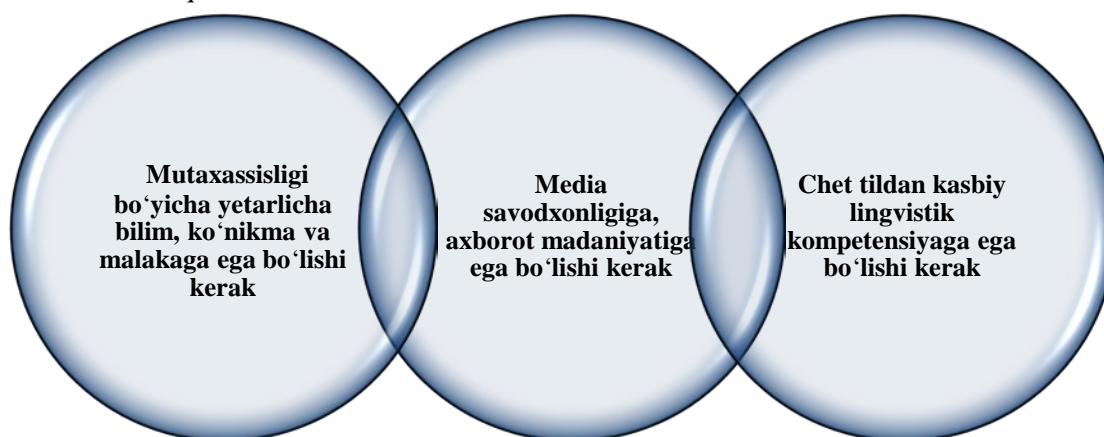 Mutaxassisligi
bo‘yicha yetarlicha
bilim, ko‘nikma va
malakaga ega bo‘lishi
kerak
Media
savodxonligiga,
axborot madaniyatiga
ega bo‘lishi kerak
Chet tildan kasbiy
lingvistik
kompetensiyaga ega
bo‘lishi kerak